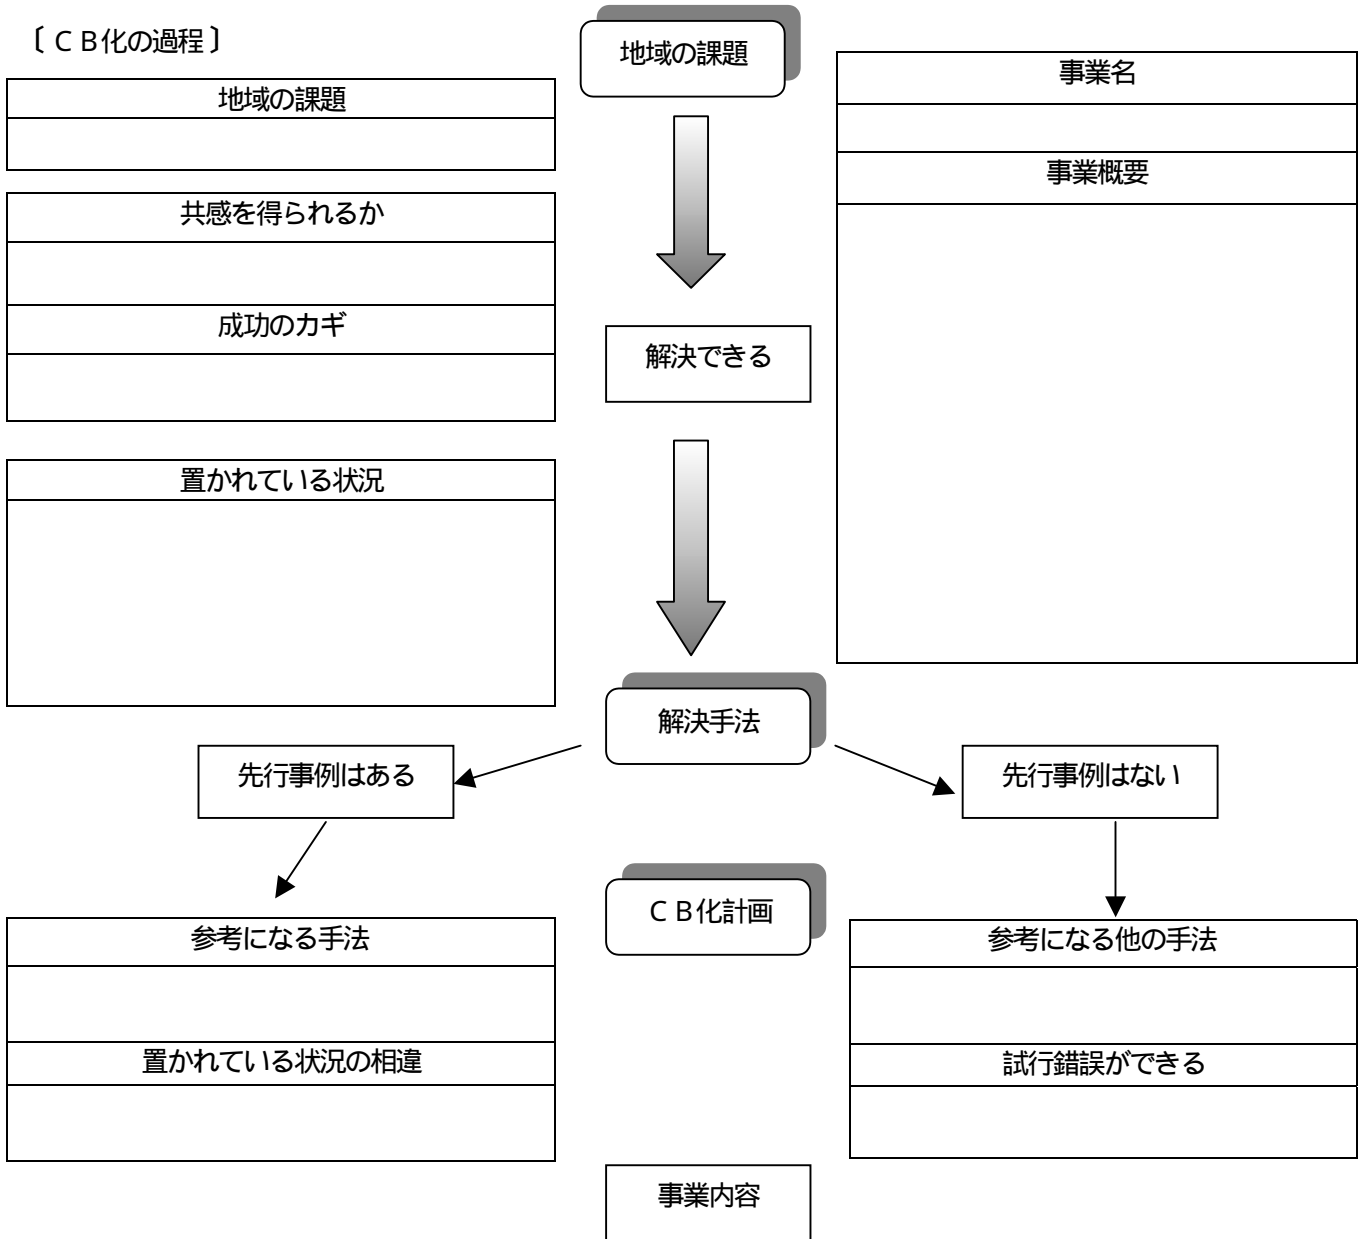 〔ＣＢ化の過程〕
地域の課題
事業名
地域の課題
事業概要
共感を得られるか
成功のカギ
解決できる
置かれている状況
解決手法
先行事例はある
先行事例はない
ＣＢ化計画
参考になる手法
参考になる他の手法
置かれている状況の相違
試行錯誤ができる
事業内容